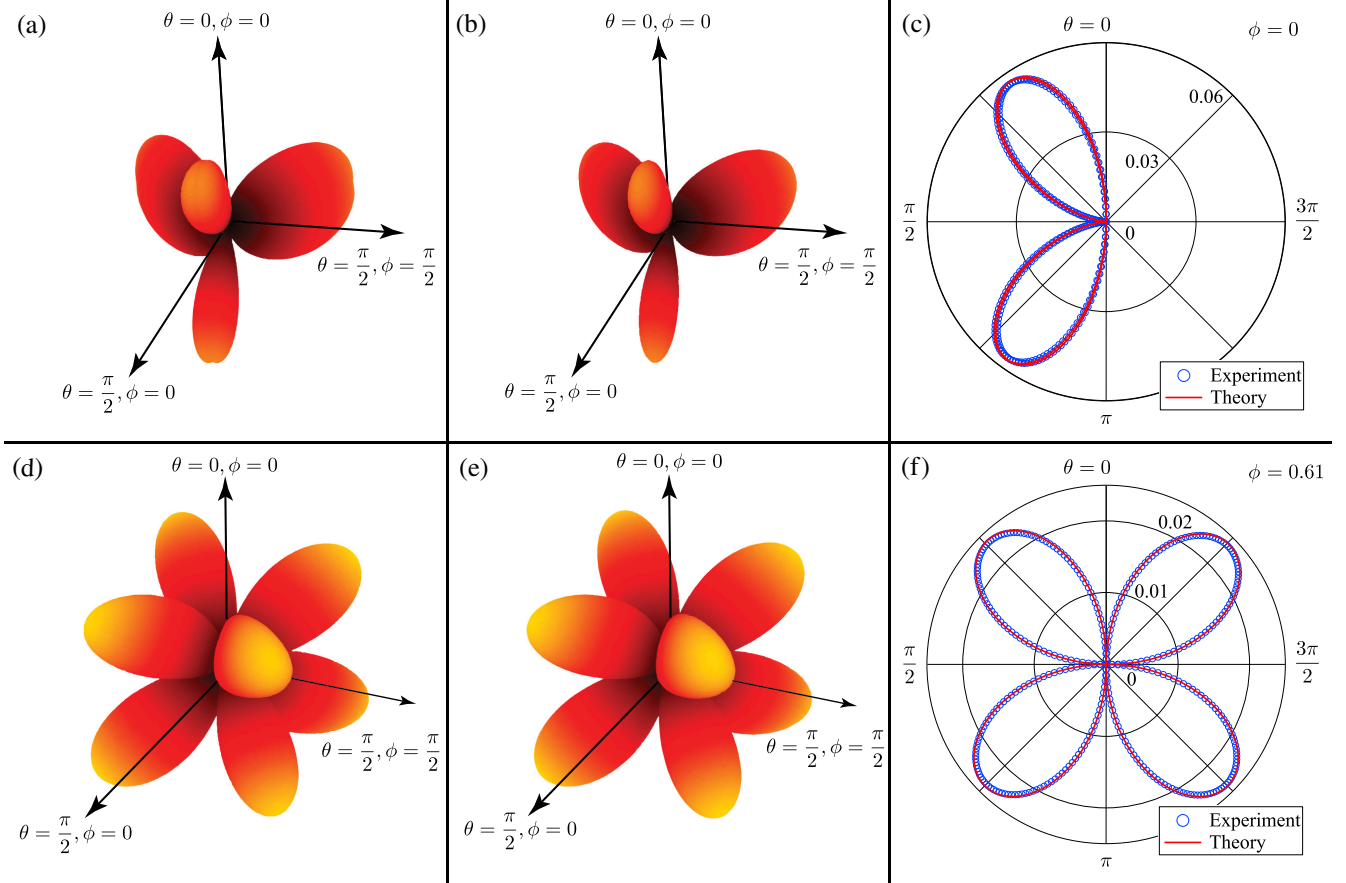 (a)
θ = 0, ϕ = 0
θ = π/2, ϕ = π/2
θ = π/2, ϕ = 0
(b)
θ = 0, ϕ = 0
θ = π/2, ϕ = π/2
θ = π/2, ϕ = 0
(c)
θ = 0
ϕ = 0
0.06
0.03
π/2
0
3π/2
Experiment
Theory
π
(d)
θ = 0, ϕ = 0
θ = π/2, ϕ = π/2
θ = π/2, ϕ = 0
(e)
θ = 0, ϕ = 0
θ = π/2, ϕ = π/2
θ = π/2, ϕ = 0
(f)
θ = 0
ϕ = 0.61
0.02
0.01
π/2
0
3π/2
Experiment
Theory
π